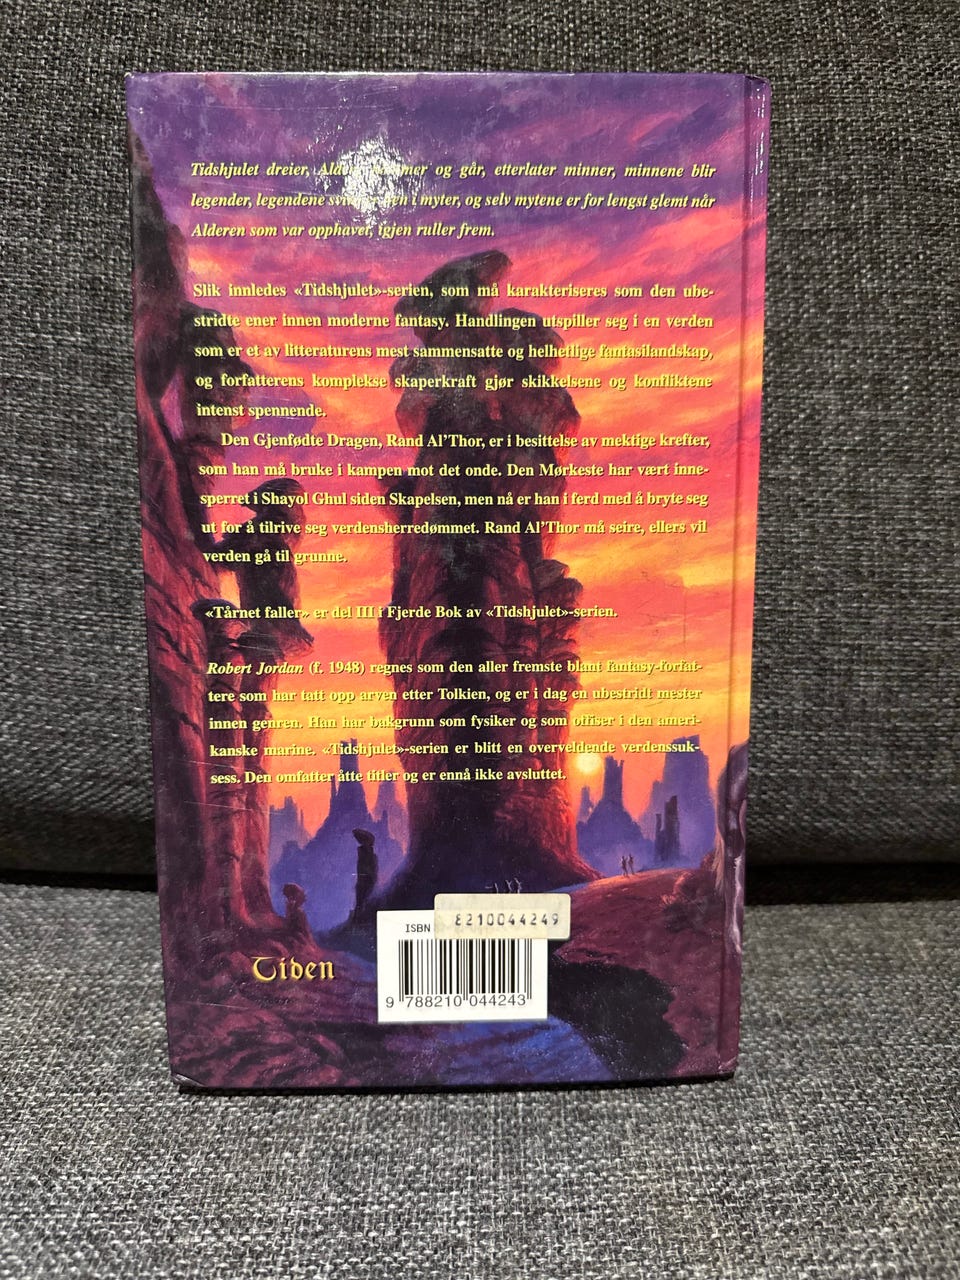 Tidshjulet dreier, og går, etterlater minner, minnene blir
legender, legendene i myter, og selv mytene er for lengst glemt når
Alderen som var opphavet, igjen ruller frem.
Slik innledes «Tidshjulet»-serien, som må karakteriseres som den ube-
stridte ener innen moderne fantasy. Handlingen utspiller seg i en verden
som er et av litteraturens mest sammensatte og helhetlige fantasilandskap,
og forfatterens komplekse skaperkraft gjør skikkelsene og konfliktene
intenst spennende.
Den Gjenfødte Dragen, Rand Al'Thor, er i besittelse av mektige krefter,
som han må bruke i kampen mot det onde. Den Mørkeste har vært inne-
sperret i Shayol Ghul siden Skapelsen, men nå er han i ferd med å bryte seg
ut for å tilrive seg verdensherredømmet. Rand Al'Thor må seire, ellers vil
verden gå til grunne.
«Tårnet faller» er del III i Fjerde Bok av «Tidshjulet»-serien.
Robert Jordan (f. 1948) regnes som den aller fremste blant fantasy-forfat-
tere som har tatt opp arven etter Tolkien, og er i dag en ubestridt mester
innen genren. Han har bakgrunn som fysiker og som offiser i den ameri-
kanske marine. «Tidshjulet»-serien er blitt en overveldende verdenssuk-
sess. Den omfatter åtte titler og er ennå ikke avsluttet.
ISBN
8210044249
Tiden
9 788210 044243